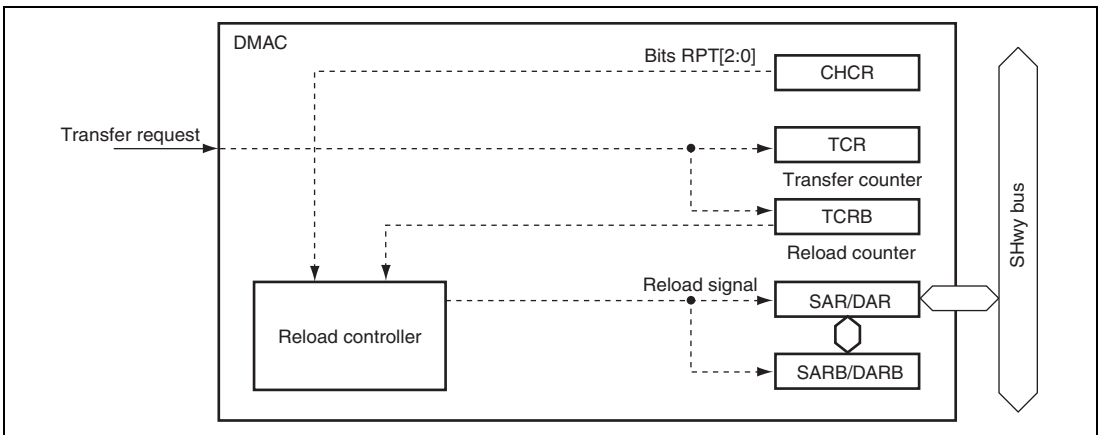 DMAC
Bits RPT[2:0]
CHCR
Transfer request
TCR
Transfer counter
TCRB
Reload counter
SHwy bus
Reload signal
SAR/DAR
Reload controller
SARB/DARB